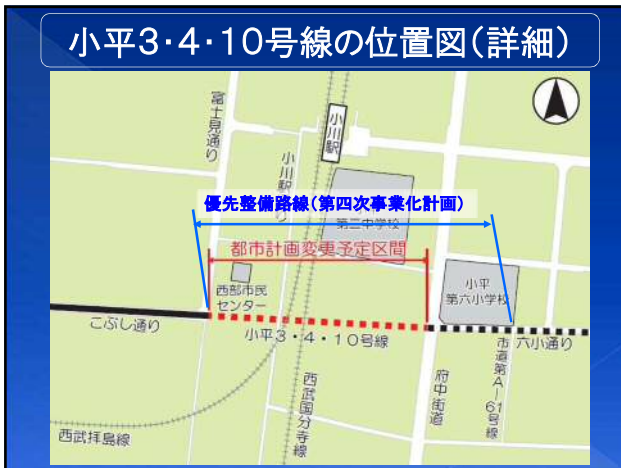 小平3・4・10号線の位置図(詳細)
富士見通り
小川駅
小川駅
り
優先整備路線(第四次事業化計画)
第二中学校
都市計画変更予定区間
西部市民
センター
小平
第六小学校
こぶし通り
小平3・4・10号線
六小通り
市道第A−61号線
府中街道
西武国分寺線
西武拝島線